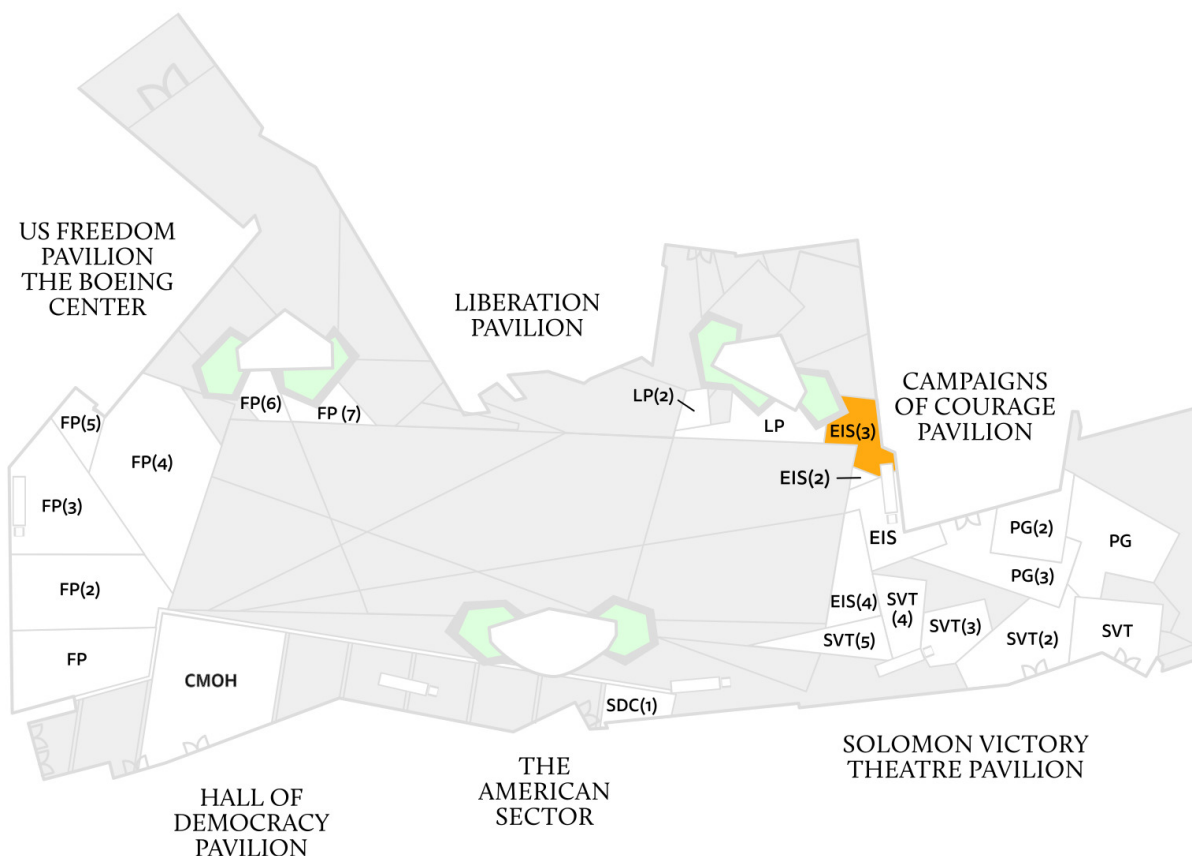 US FREEDOM
PAVILION
THE BOEING
CENTER
LIBERATION
PAVILION
CAMPAIGNS
OF COURAGE
PAVILION
FP(5)
FP(6)
FP (7)
LP(2)
LP
EIS(3)
FP(4)
EIS(2)
FP(3)
EIS
PG(2)
PG
PG(3)
FP(2)
EIS(4)
SVT
(4)
SVT(3)
SVT(5)
SVT(2)
SVT
FP
CMOH
SDC(1)
SOLOMON VICTORY
THEATRE PAVILION
THE
AMERICAN
SECTOR
HALL OF
DEMOCRACY
PAVILION